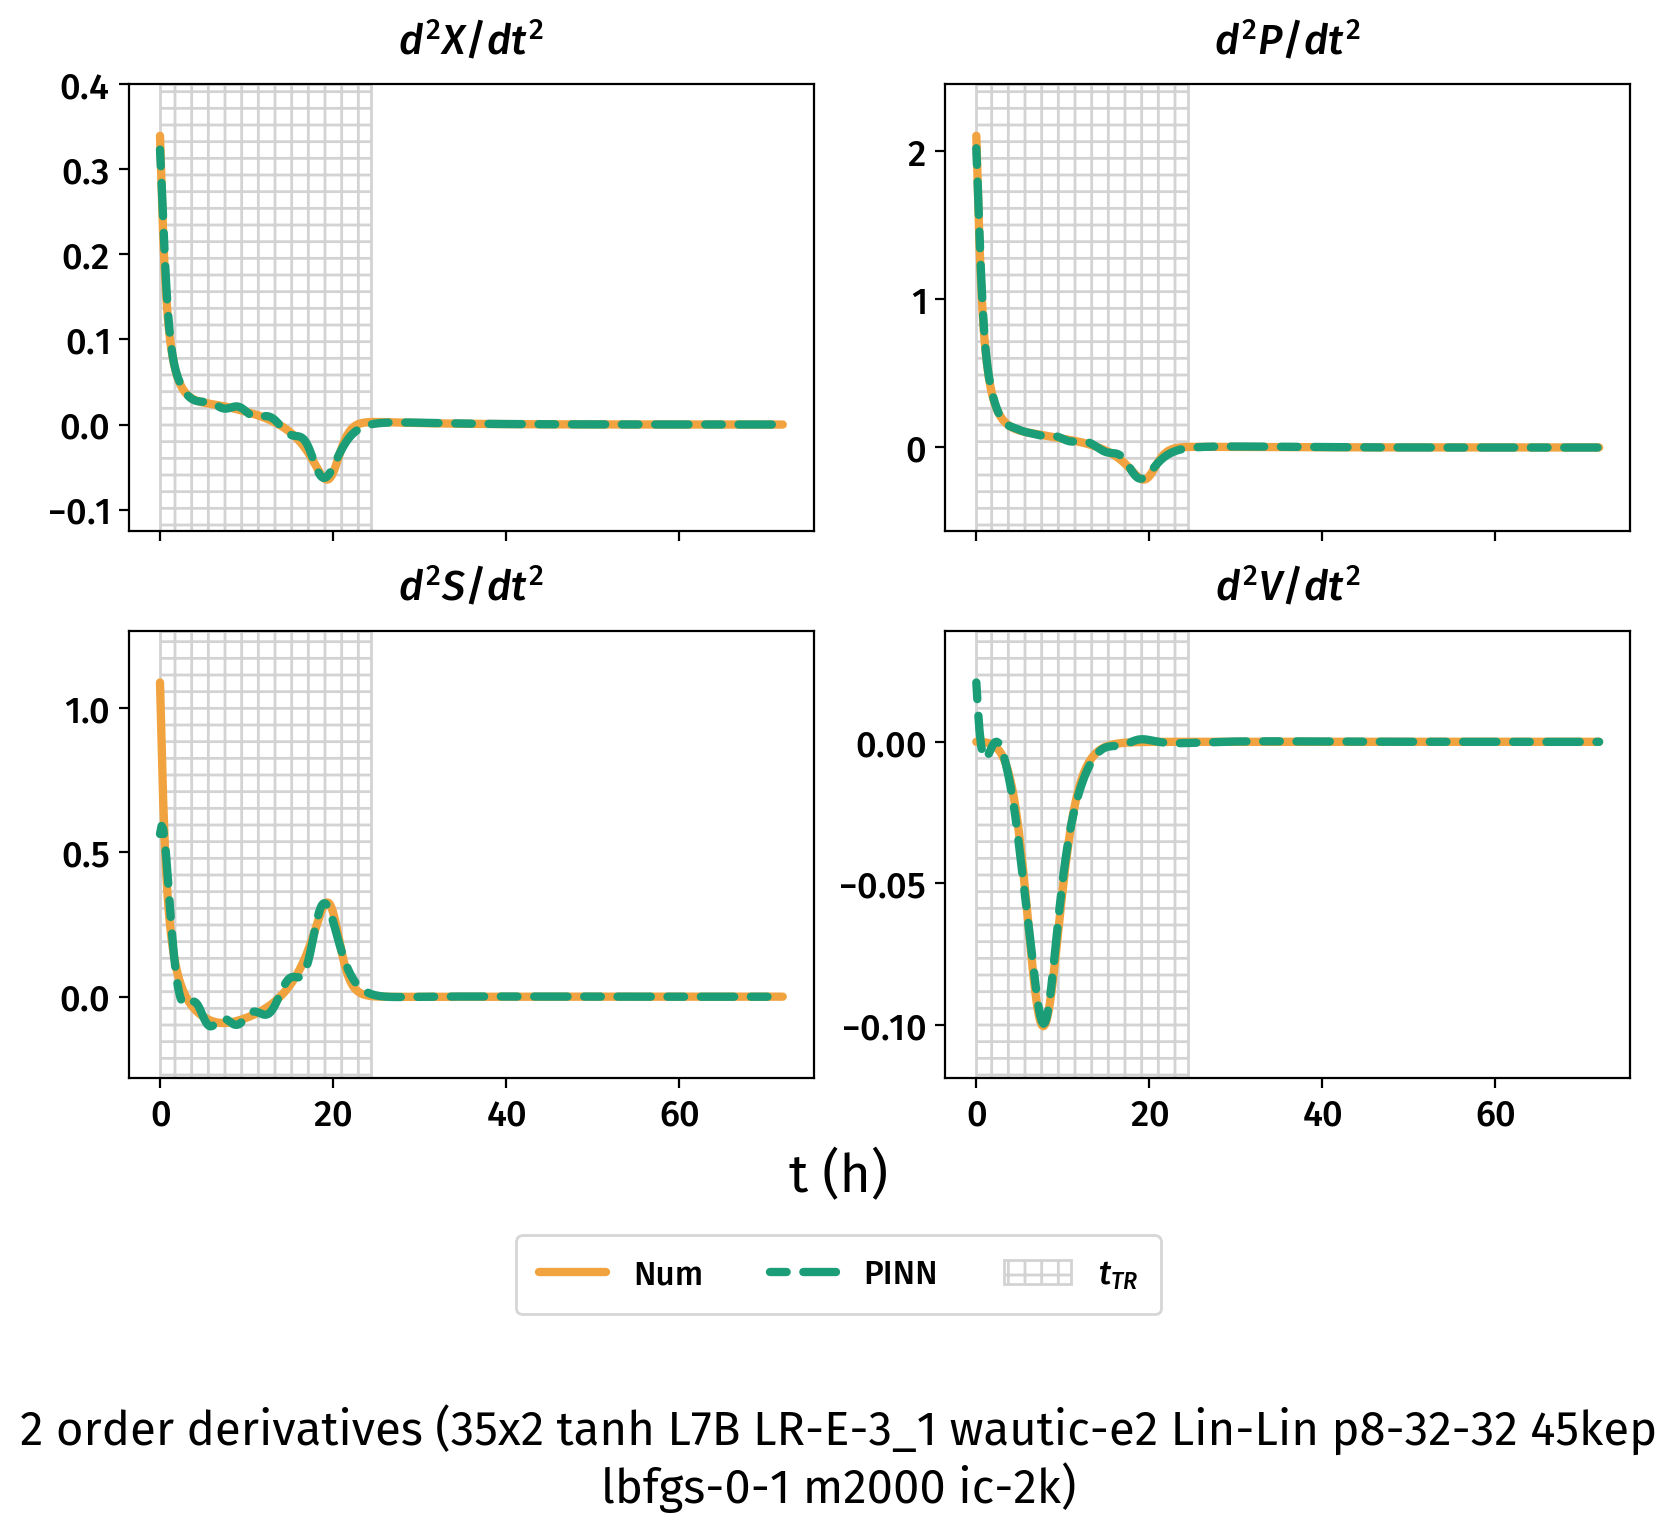 d²X/dt²
0.4
0.3
0.2
0.1
0.0
−0.1
d²P/dt²
2
1
0
d²S/dt²
1.0
0.5
0.0
0 20 40 60
d²V/dt²
0.00
−0.05
−0.10
0 20 40 60
t (h)
Num PINN t_TR
2 order derivatives (35x2 tanh L7B LR-E-3_1 wautic-e2 Lin-Lin p8-32-32 45kep
lbfgs-0-1 m2000 ic-2k)